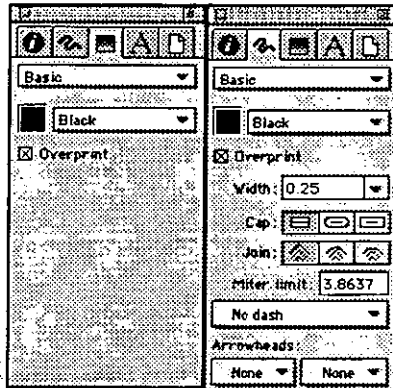 Basic
Black
Overprint
Basic
Black
Overprint
Width: 0.25
Cap:
Join:
Miter limit: 3.8637
No dash
Arrowheads:
None None